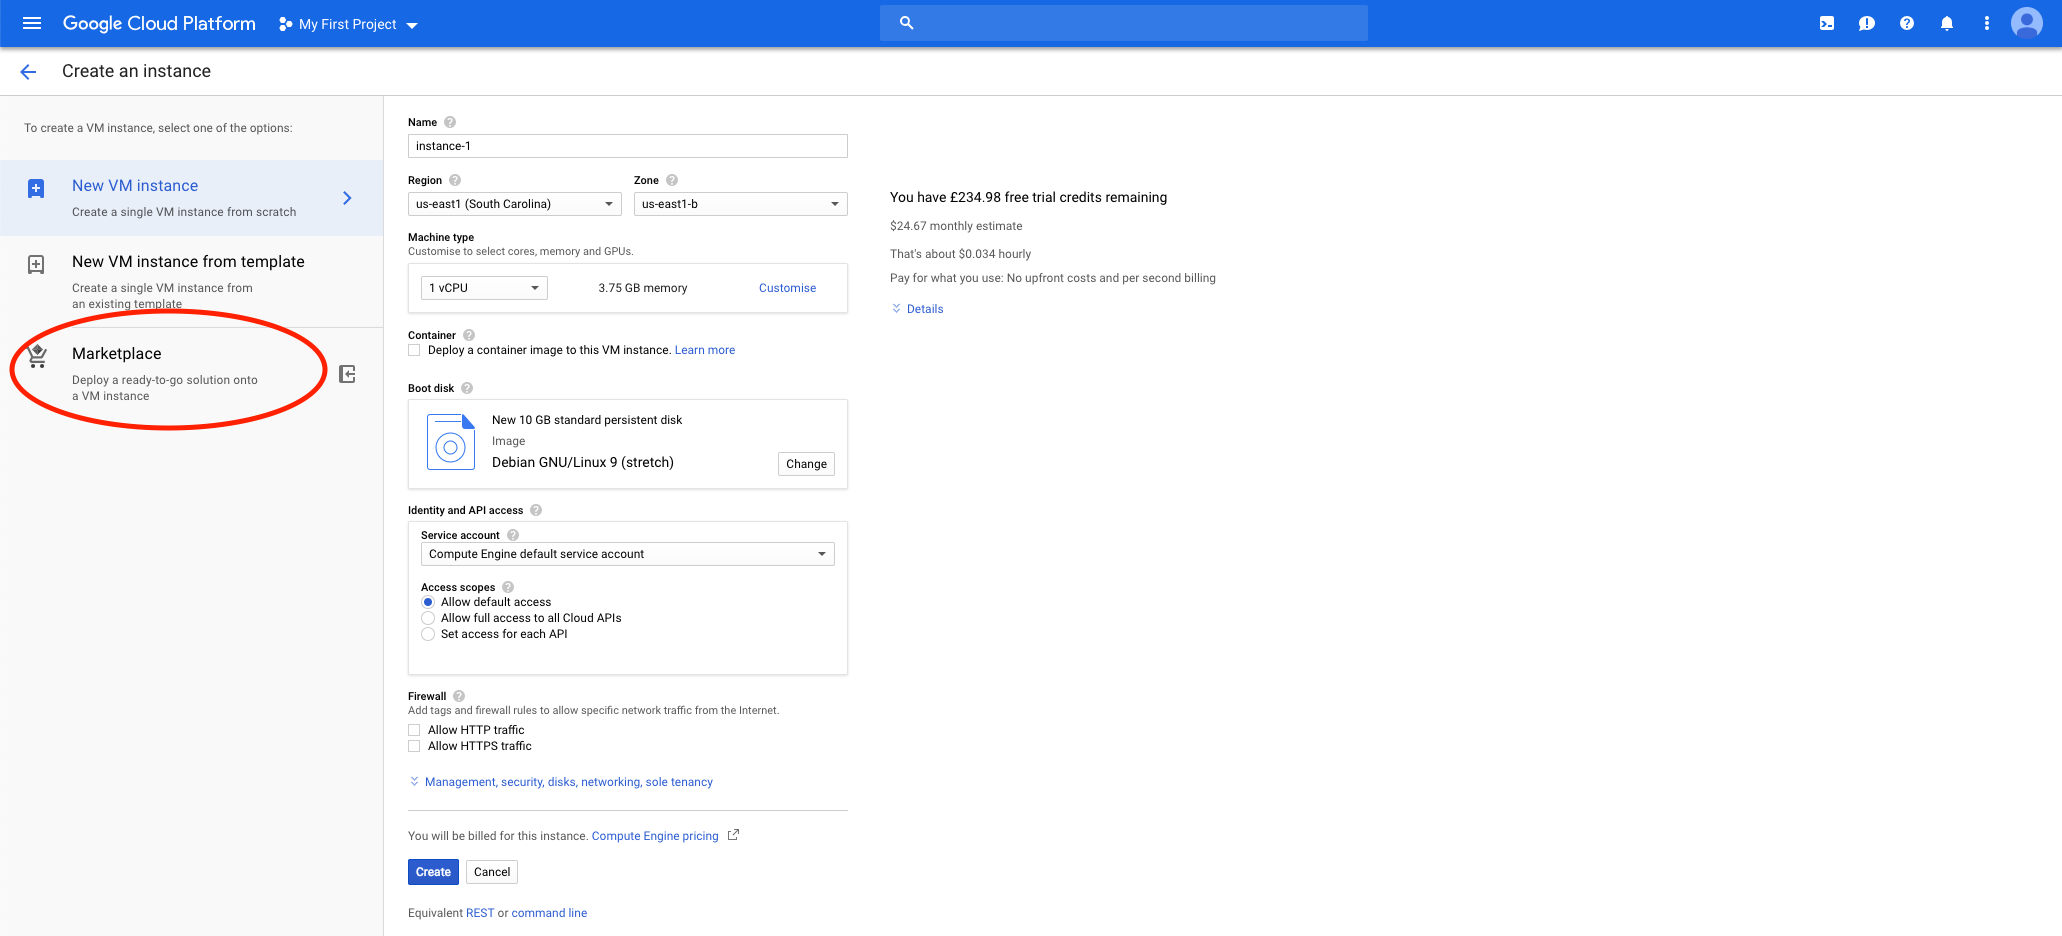 Google Cloud Platform
My First Project
Create an instance
To create a VM instance, select one of the options:
New VM instance
Create a single VM instance from scratch
New VM instance from template
Create a single VM instance from
an existing template
Marketplace
Deploy a ready-to-go solution onto
a VM instance
Name
instance-1
Region
Zone
us-east1 (South Carolina)
us-east1-b
Machine type
Customise to select cores, memory and GPUs.
1 vCPU
3.75 GB memory
Customise
Container
Deploy a container image to this VM instance. Learn more
Boot disk
New 10 GB standard persistent disk
Image
Debian GNU/Linux 9 (stretch)
Change
Identity and API access
Service account
Compute Engine default service account
Access scopes
Allow default access
Allow full access to all Cloud APIs
Set access for each API
Firewall
Add tags and firewall rules to allow specific network traffic from the Internet.
Allow HTTP traffic
Allow HTTPS traffic
Management, security, disks, networking, sole tenancy
You will be billed for this instance. Compute Engine pricing
Create
Cancel
Equivalent REST or command line
You have £234.98 free trial credits remaining
$24.67 monthly estimate
That's about $0.034 hourly
Pay for what you use: No upfront costs and per second billing
Details